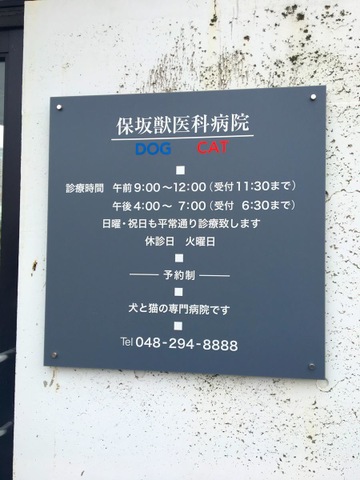 保坂獣医科病院
DOG CAT
診療時間 午前9:00〜12:00(受付11:30まで)
午後4:00〜 7:00(受付 6:30まで)
日曜・祝日も平常通り診療致します
休診日 火曜日
予約制
犬と猫の専門病院です
Tel 048-294-8888